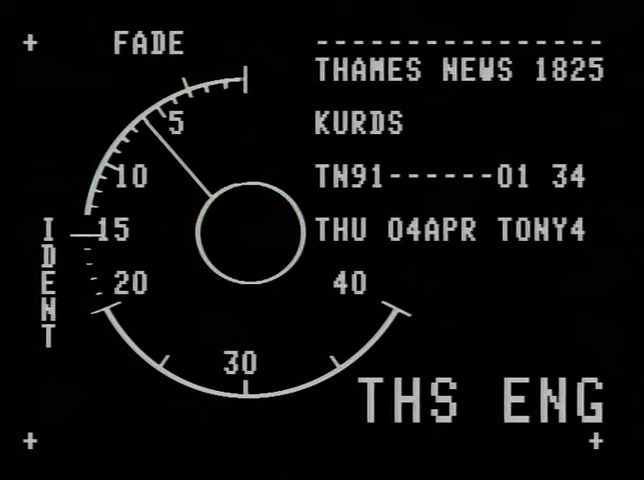 FADE
----------------
THAMES NEWS 1825
5
KURDS
10
TN91------01 34
15
THU 04APR TONY4
IDENT
20
40
30
THS ENG